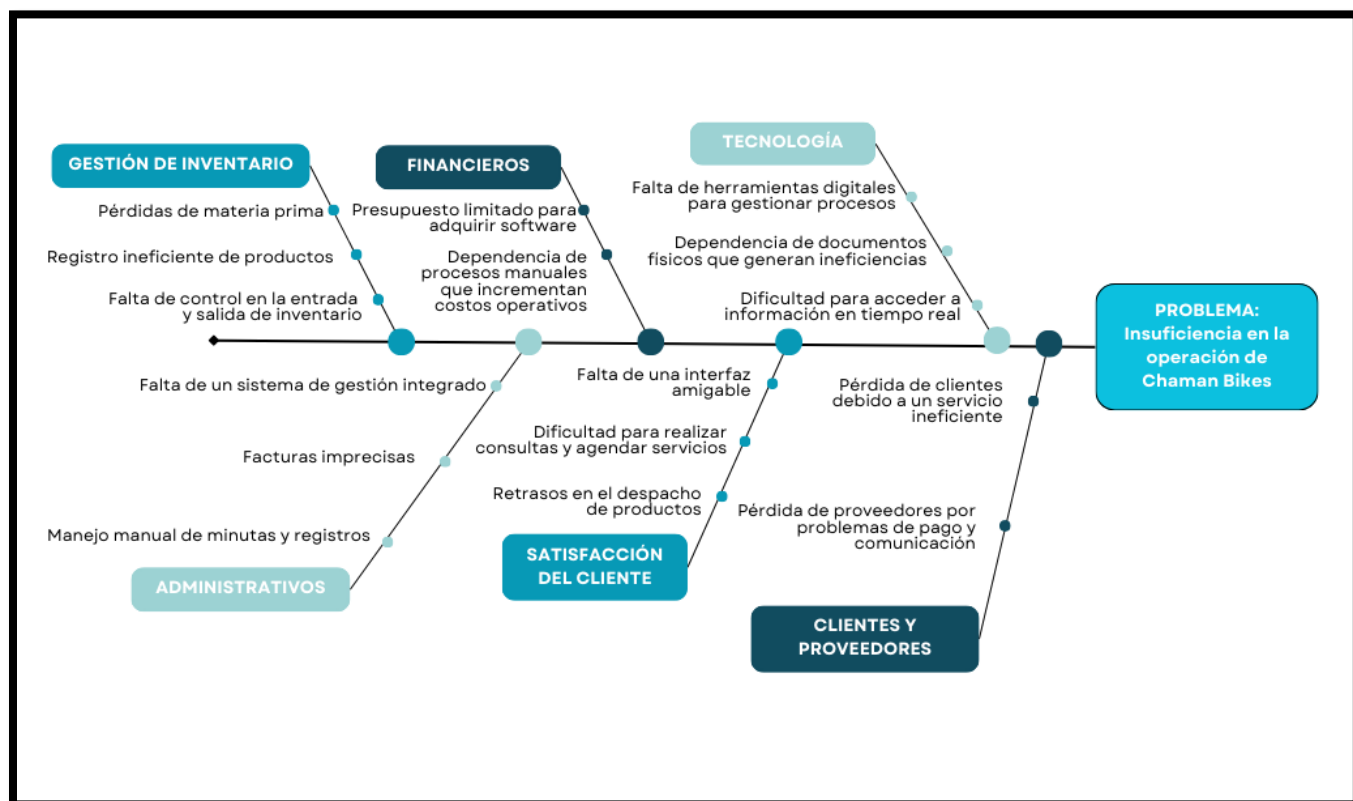 GESTIÓN DE INVENTARIO
Pérdidas de materia prima
Registro ineficiente de productos
Falta de control en la entrada
y salida de inventario
FINANCIEROS
Presupuesto limitado para
adquirir software
Dependencia de
procesos manuales
que incrementan
costos operativos
TECNOLOGÍA
Falta de herramientas digitales
para gestionar procesos
Dependencia de documentos
físicos que generan ineficiencias
Dificultad para acceder a
información en tiempo real
PROBLEMA:
Insuficiencia en la
operación de
Chaman Bikes
Falta de un sistema de gestión integrado
Facturas imprecisas
Manejo manual de minutas y registros
ADMINISTRATIVOS
Falta de una interfaz
amigable
Dificultad para realizar
consultas y agendar servicios
Retrasos en el despacho
de productos
SATISFACCIÓN
DEL CLIENTE
Pérdida de clientes
debido a un servicio
ineficiente
Pérdida de proveedores por
problemas de pago y
comunicación
CLIENTES Y
PROVEEDORES